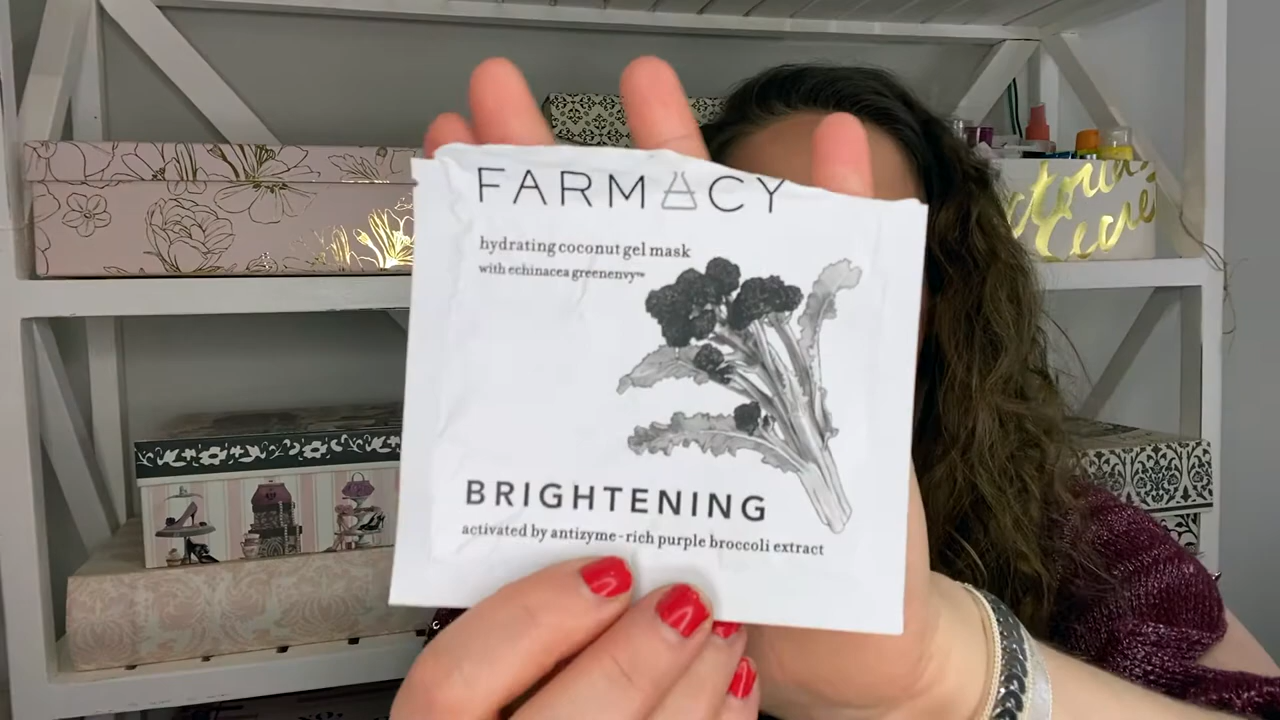 FARMACY
hydrating coconut gel mask
with echinacea greenenvy™
BRIGHTENING
activated by antizyme-rich purple broccoli extract